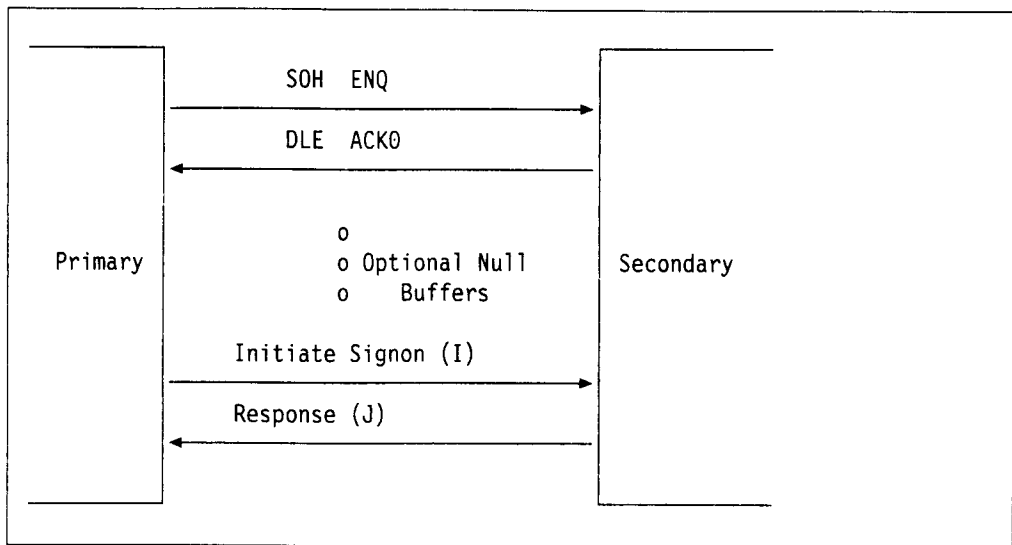 SOH ENQ
DLE ACK0
o
Primary o Optional Null Secondary
o Buffers
Initiate Signon (I)
Response (J)